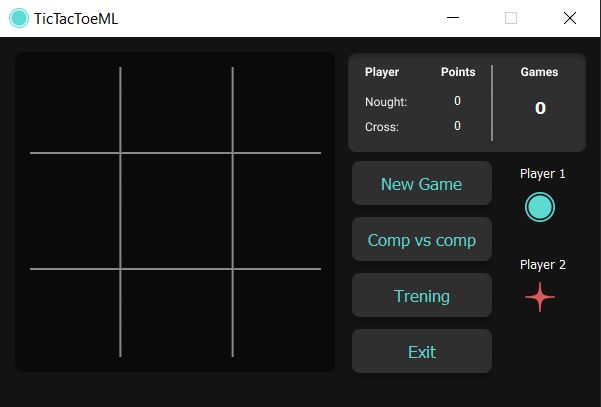 TicTacToeML
Player Points Games
Nought: 0 0
Cross: 0
New Game
Player 1
Comp vs comp
Player 2
Trening
Exit